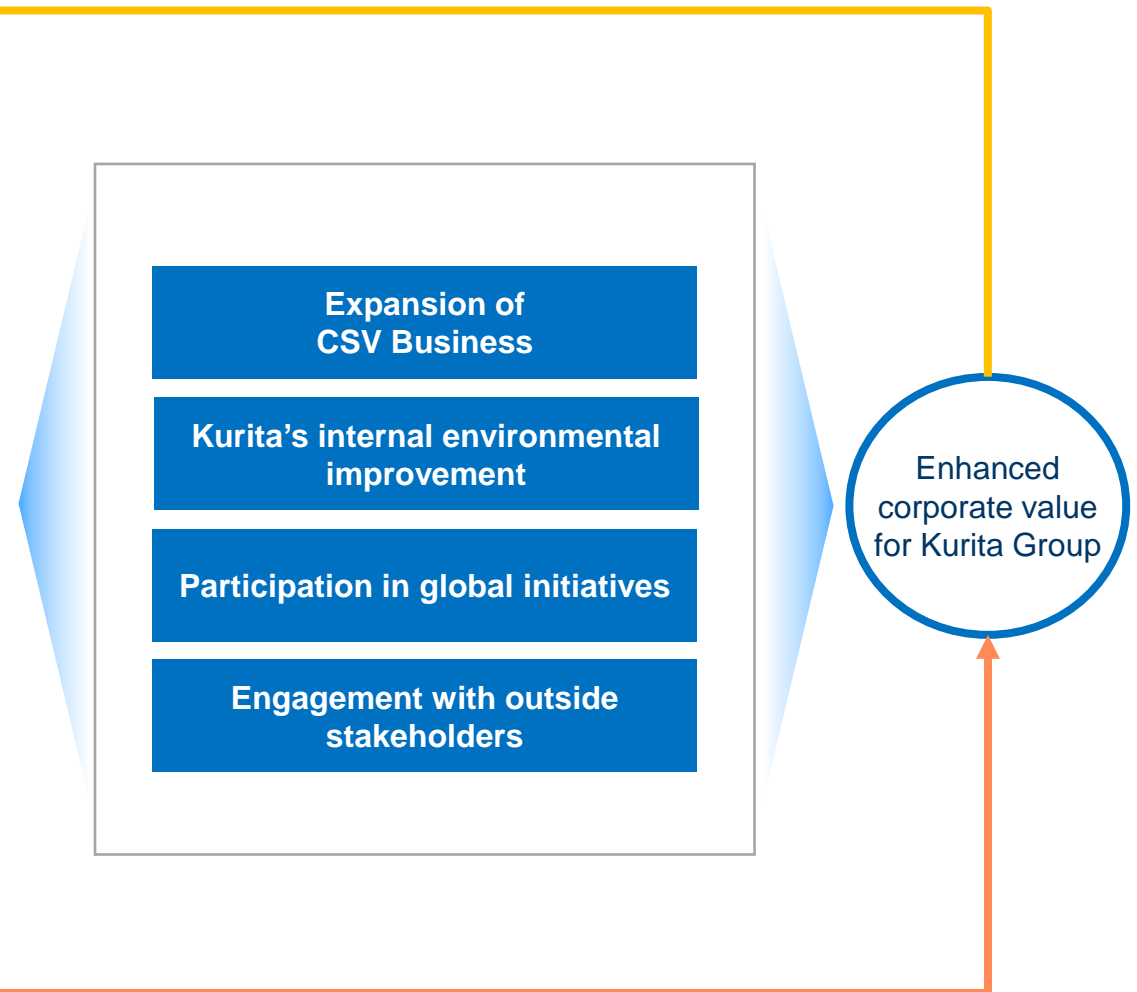 Expansion of
CSV Business
Kurita’s internal environmental
improvement
Participation in global initiatives
Engagement with outside
stakeholders
Enhanced
corporate value
for Kurita Group